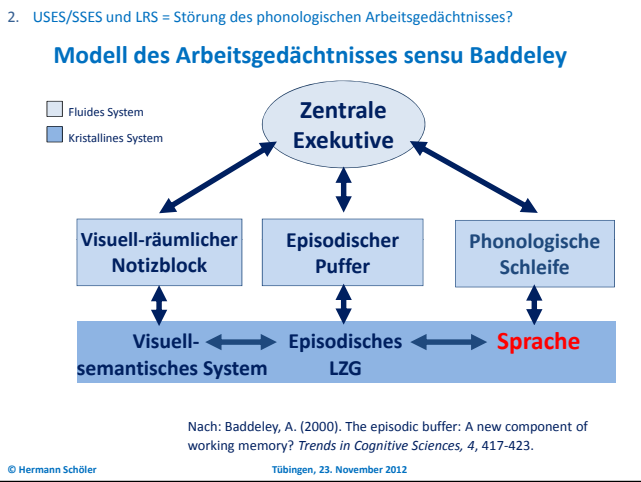 2. USES/SSES und LRS = Störung des phonologischen Arbeitsgedächtnisses?
Modell des Arbeitsgedächtnisses sensu Baddeley
Fluides System
Kristallines System
Zentrale
Exekutive
Visuell-räumlicher
Notizblock
Episodischer
Puffer
Phonologische
Schleife
Visuell-
semantisches System
Episodisches
LZG
Sprache
Nach: Baddeley, A. (2000). The episodic buffer: A new component of
working memory? Trends in Cognitive Sciences, 4, 417-423.
© Hermann Schöler
Tübingen, 23. November 2012